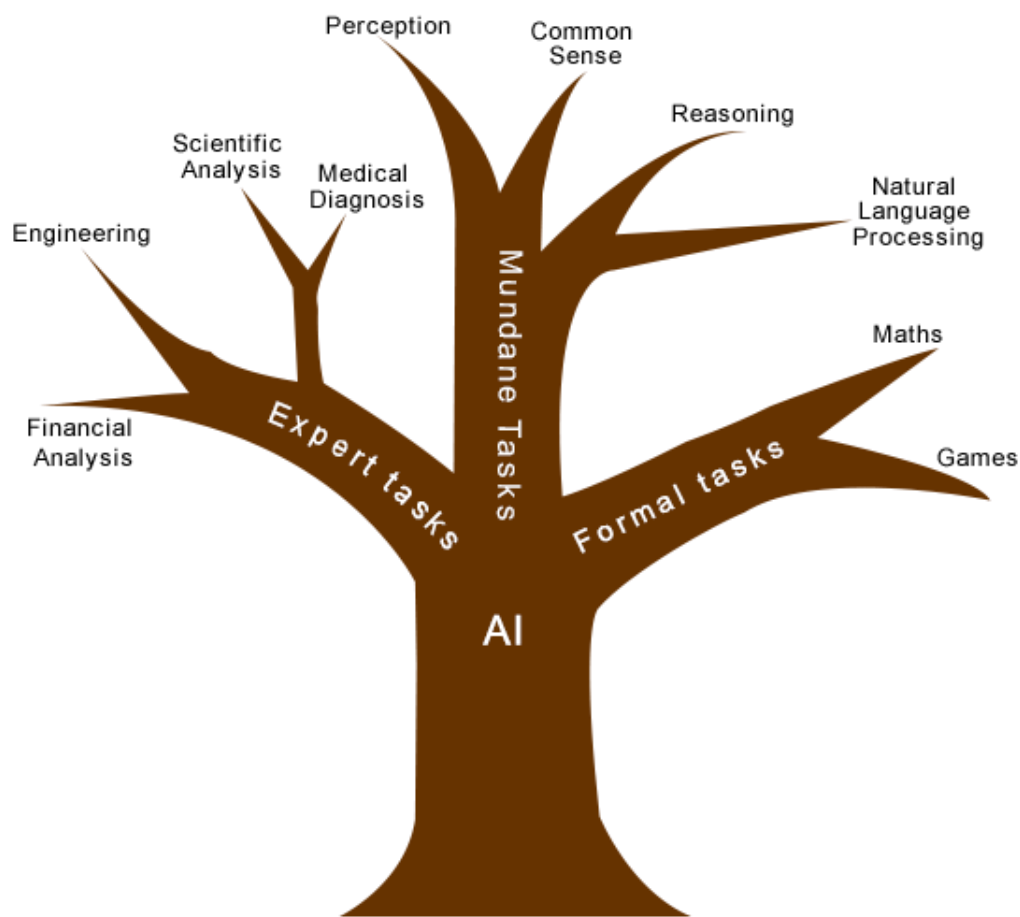 Perception
Common
Sense
Reasoning
Scientific
Analysis
Medical
Diagnosis
Natural
Language
Processing
Engineering
Mundane Tasks
Maths
Financial
Analysis
Expert tasks
Formal tasks
Games
AI